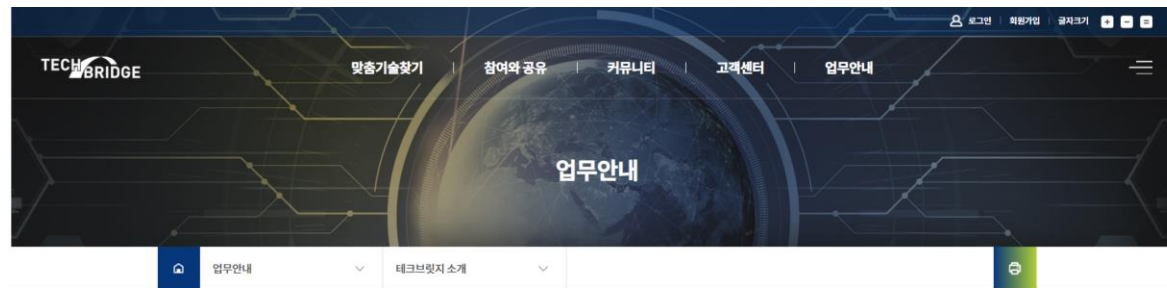 로그인 회원가입 글자크기 + - =
TECH BRIDGE 맞춤기술찾기 참여와 공유 커뮤니티 고객센터 업무안내
업무안내
업무안내 테크브릿지 소개